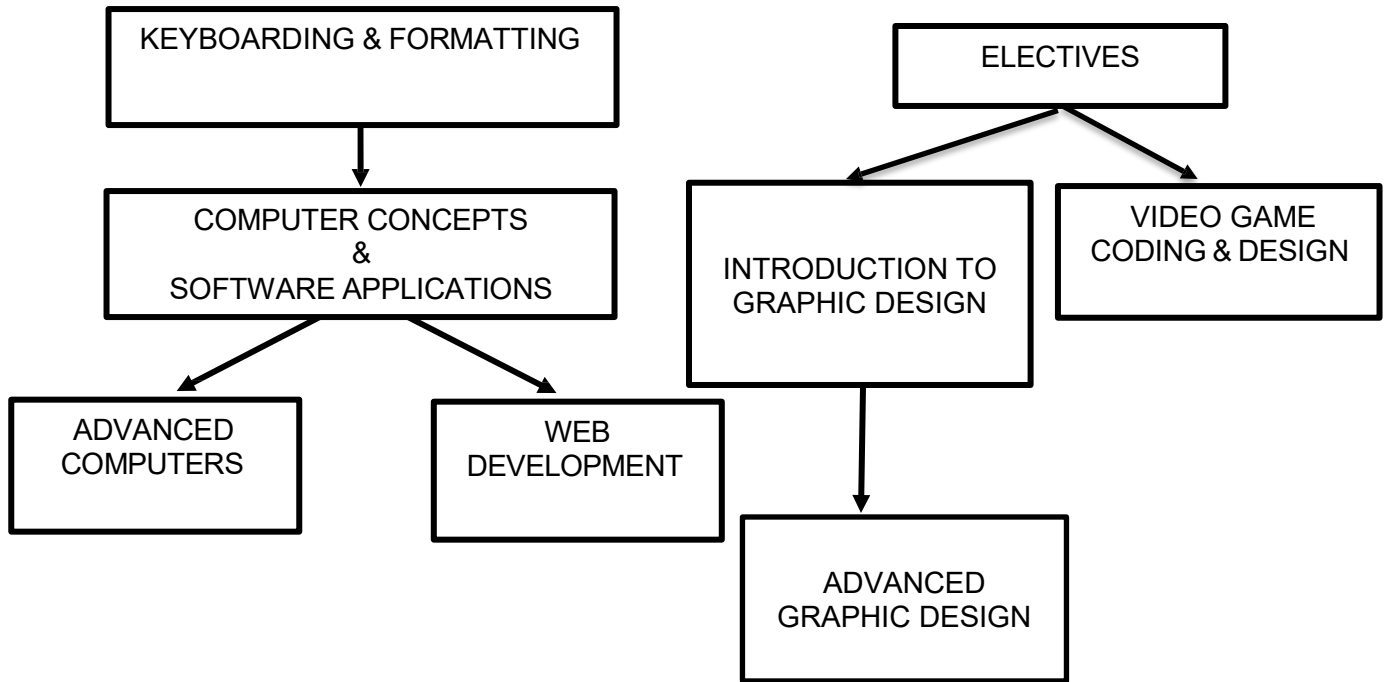 KEYBOARDING & FORMATTING
COMPUTER CONCEPTS
&
SOFTWARE APPLICATIONS
ADVANCED
COMPUTERS
WEB
DEVELOPMENT
ELECTIVES
INTRODUCTION TO
GRAPHIC DESIGN
VIDEO GAME
CODING & DESIGN
ADVANCED
GRAPHIC DESIGN